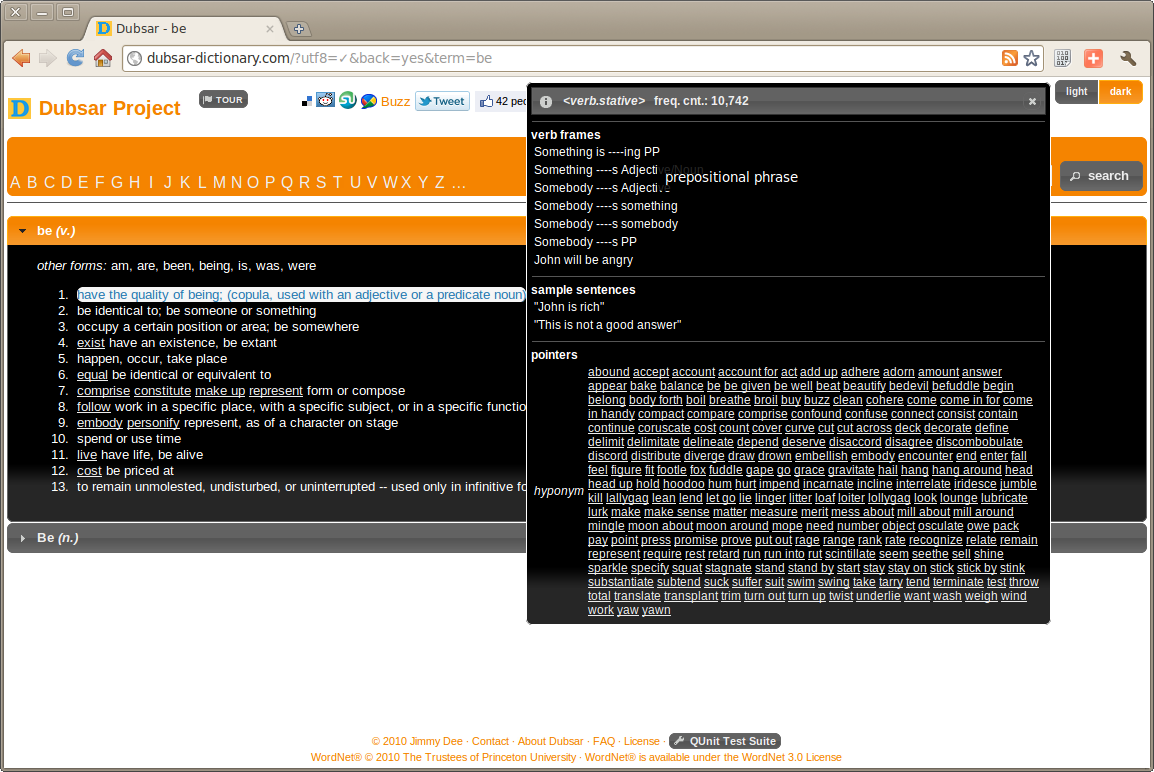 Dubsar - be
dubsar-dictionary.com/?utf8=✓&back=yes&term=be
Dubsar Project
TOUR
Buzz
Tweet
42 peo
light
dark
A B C D E F G H I J K L M N O P Q R S T U V W X Y Z ...
search
be (v.)
other forms: am, are, been, being, is, was, were
1. have the quality of being; (copula, used with an adjective or a predicate noun)
2. be identical to; be someone or something
3. occupy a certain position or area; be somewhere
4. exist have an existence, be extant
5. happen, occur, take place
6. equal be identical or equivalent to
7. comprise constitute make up represent form or compose
8. follow work in a specific place, with a specific subject, or in a specific functio
9. embody personify represent, as of a character on stage
10. spend or use time
11. live have life, be alive
12. cost be priced at
13. to remain unmolested, undisturbed, or uninterrupted -- used only in infinitive fo
Be (n.)
<verb.stative> freq. cnt.: 10,742
verb frames
Something is ----ing PP
Something ----s Adjective/Noun
Somebody ----s Adjective
prepositional phrase
Somebody ----s something
Somebody ----s somebody
Somebody ----s PP
John will be angry
sample sentences
"John is rich"
"This is not a good answer"
pointers
hyponym
abound accept account account for act add up adhere adorn amount answer
appear bake balance be be given be well beat beautify bedevil befuddle begin
belong body forth boil breathe broil buy buzz clean cohere come come in for come
in handy compact compare comprise confound confuse connect consist contain
continue coruscate cost count cover curve cut cut across deck decorate define
delimit delimitate delineate depend deserve disaccord disagree discombobulate
discord distribute diverge draw drown embellish embody encounter end enter fall
feel figure fit footle fox fuddle gape go grace gravitate hail hang hang around head
head up hold hoodoo hum hurt impend incarnate incline interrelate iridesce jumble
kill lallygag lean lend let go lie linger litter loaf loiter lollygag look lounge lubricate
lurk make make sense matter measure merit mess about mill about mill around
mingle moon about moon around mope need number object osculate owe pack
pay point press promise prove put out rage range rank rate recognize relate remain
represent require rest retard run run into rut scintillate seem seethe sell shine
sparkle specify squat stagnate stand stand by start stay stay on stick stick by stink
substantiate subtend suck suffer suit swim swing take tarry tend terminate test throw
total translate transplant trim turn out turn up twist underlie want wash weigh wind
work yaw yawn
© 2010 Jimmy Dee · Contact · About Dubsar · FAQ · License · QUnit Test Suite
WordNet® © 2010 The Trustees of Princeton University · WordNet® is available under the WordNet 3.0 License